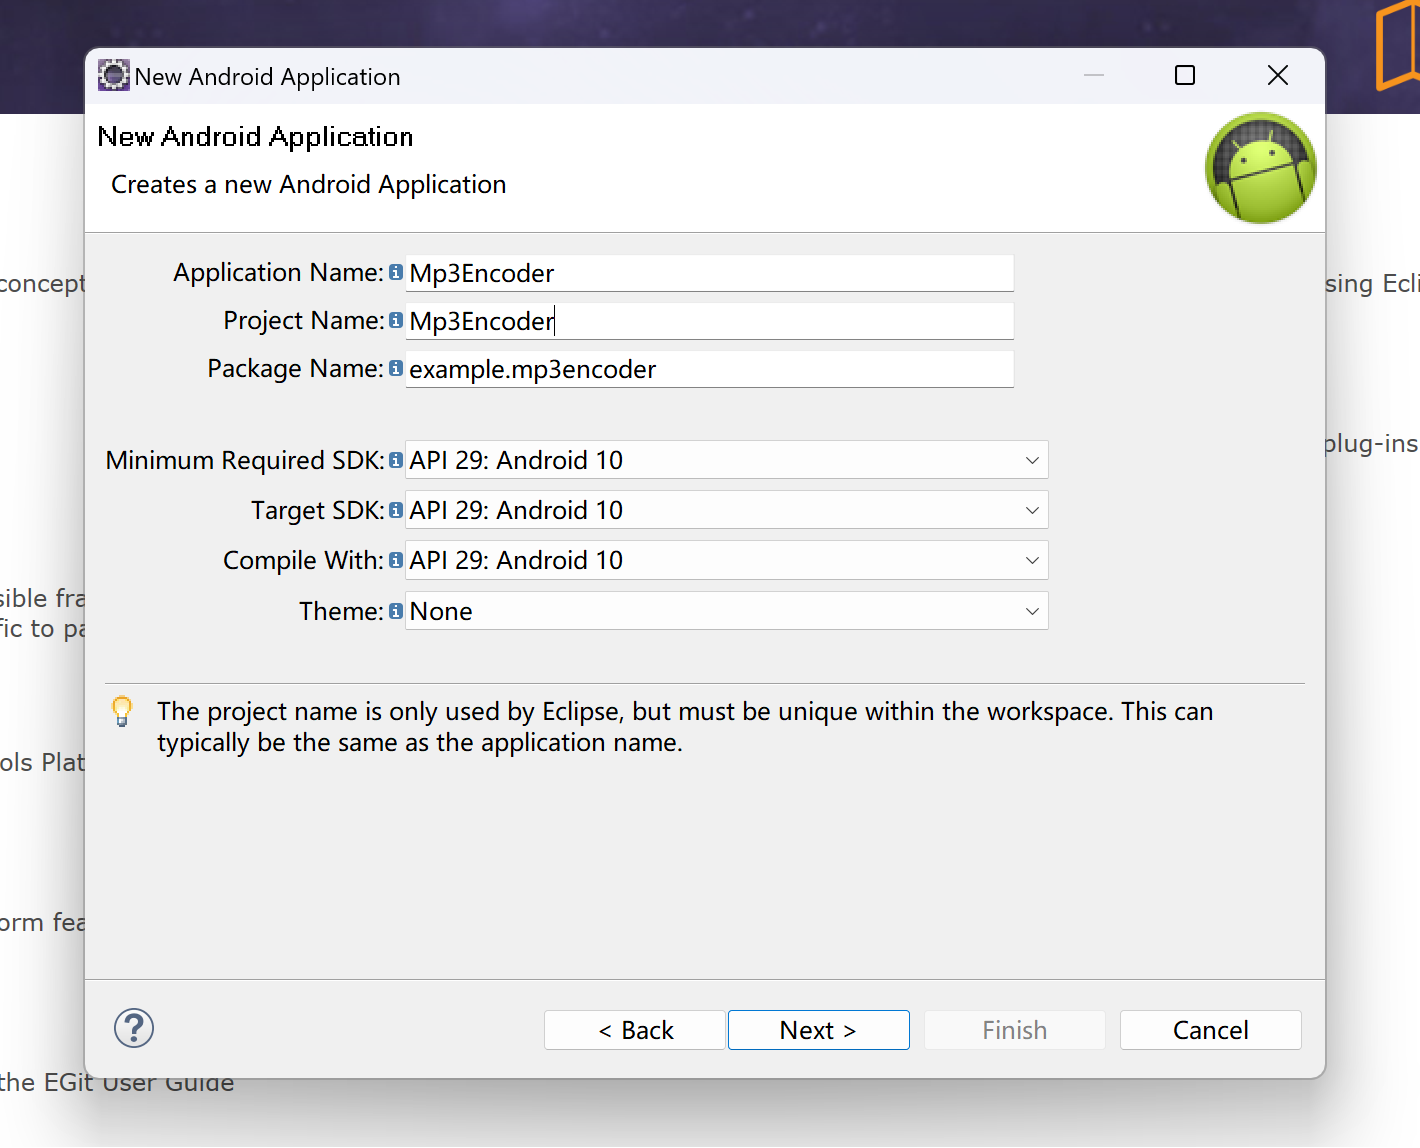 New Android Application
New Android Application
Creates a new Android Application
Application Name: Mp3Encoder
concept
sing Ecli
Project Name: Mp3Encoder
Package Name: example.mp3encoder
plug-ins
Minimum Required SDK: API 29: Android 10
Target SDK: API 29: Android 10
Compile With: API 29: Android 10
Theme: None
sible fra
fic to pa
The project name is only used by Eclipse, but must be unique within the workspace. This can
typically be the same as the application name.
ols Plat
orm fea
< Back
Next >
Finish
Cancel
the EGit User Guide